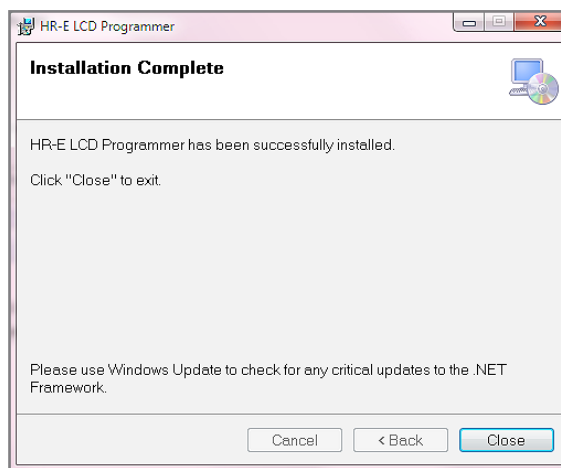 HR-E LCD Programmer
Installation Complete
HR-E LCD Programmer has been successfully installed.
Click "Close" to exit.
Please use Windows Update to check for any critical updates to the .NET
Framework.
Cancel
< Back
Close